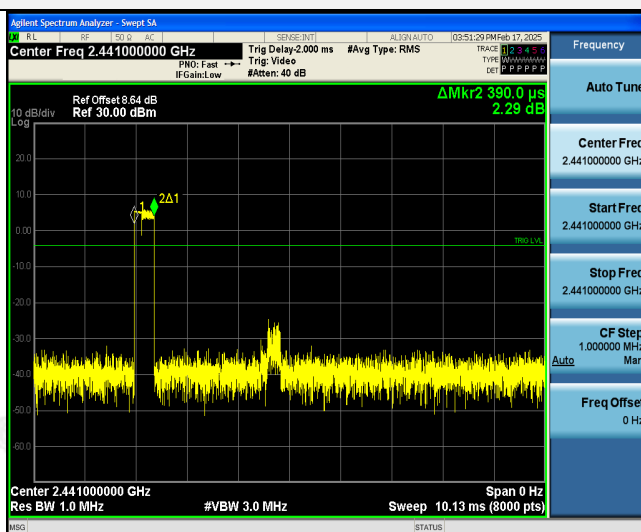 Agilent Spectrum Analyzer - Swept SA
LXI RL RF 50 Ω AC SENSE:INT ALIGN AUTO 03:51:29 PM Feb 17, 2025
Center Freq 2.441000000 GHz
PNO: Fast
IFGain:Low
Trig Delay-2.000 ms
Trig: Video
#Atten: 40 dB
#Avg Type: RMS
TRACE 1 2 3 4 5 6
TYPE W
DET P P P P P P
Ref Offset 8.64 dB
Ref 30.00 dBm
10 dB/div
Log
ΔMkr2 390.0 µs
2.29 dB
20.0
10.0
0.00
-10.0
-20.0
-30.0
-40.0
-50.0
-60.0
1
2Δ1
TRIG LVL
Center 2.441000000 GHz
Span 0 Hz
Res BW 1.0 MHz
#VBW 3.0 MHz
Sweep 10.13 ms (8000 pts)
MSG
STATUS
Frequency
Auto Tune
Center Freq
2.441000000 GHz
Start Freq
2.441000000 GHz
Stop Freq
2.441000000 GHz
CF Step
1.000000 MHz
Auto Man
Freq Offset
0 Hz